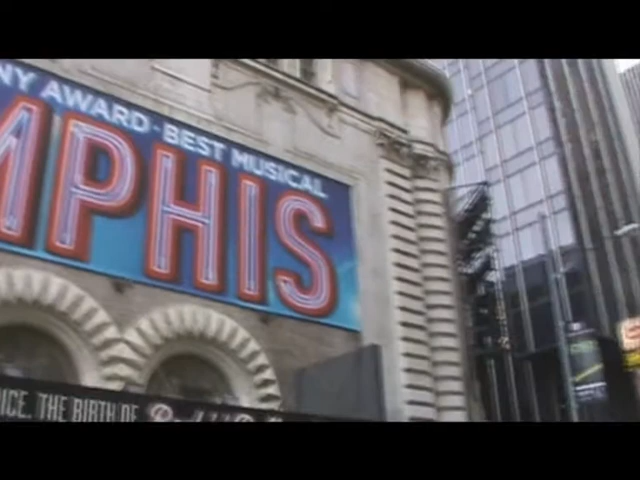 NY AWARD • BEST MUSICAL
MPHIS
ICE. THE BIRTH OF